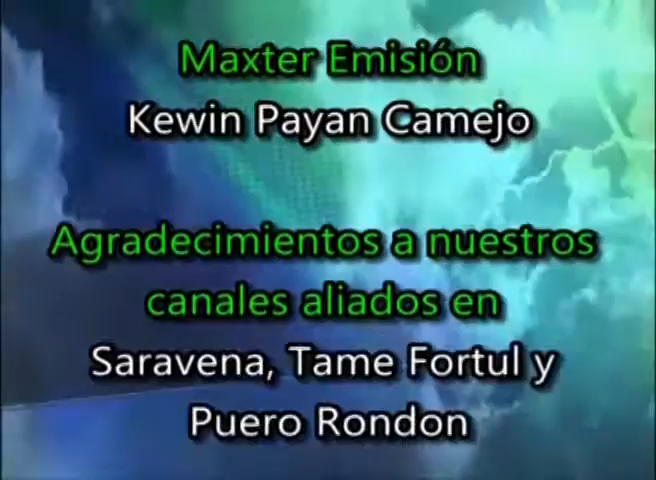 Maxter Emisión
Kewin Payan Camejo
Agradecimientos a nuestros
canales aliados en
Saravena, Tame Fortul y
Puero Rondon